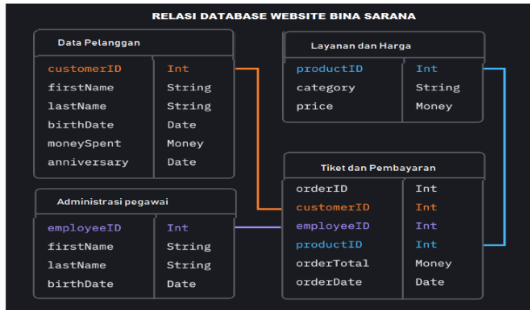 RELASI DATABASE WEBSITE BINA SARANA
Data Pelanggan
customerID Int
firstName String
lastName String
birthDate Date
moneySpent Money
anniversary Date
Layanan dan Harga
productID Int
category String
price Money
Administrasi pegawai
employeeID Int
firstName String
lastName String
birthDate Date
Tiket dan Pembayaran
orderID Int
customerID Int
employeeID Int
productID Int
orderTotal Money
orderDate Date